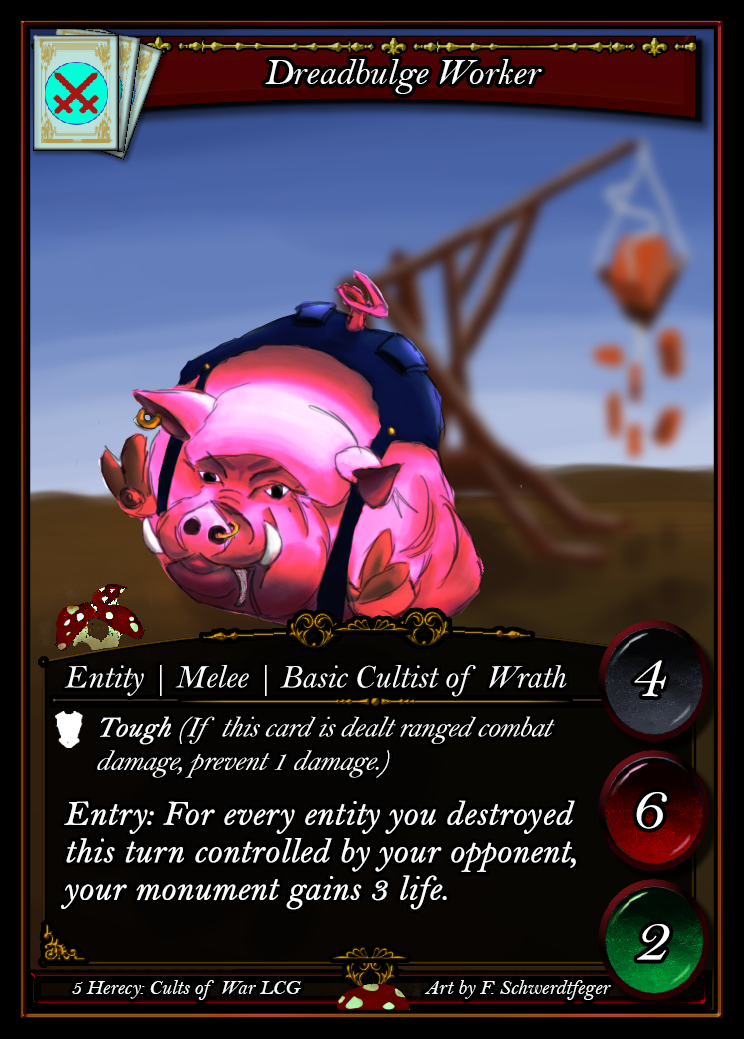 Dreadbulge Worker
Entity | Melee | Basic Cultist of Wrath
4
Tough (If this card is dealt ranged combat
damage, prevent 1 damage.)
6
Entry: For every entity you destroyed
this turn controlled by your opponent,
your monument gains 3 life.
2
5 Herecy: Cults of War LCG
Art by F. Schwerdtfeger